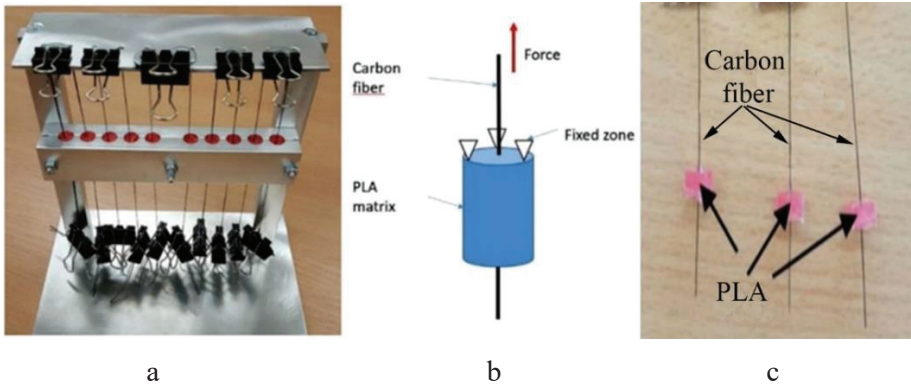 Carbon
fiber
Force
Fixed zone
PLA
matrix
Carbon
fiber
PLA
a
b
c